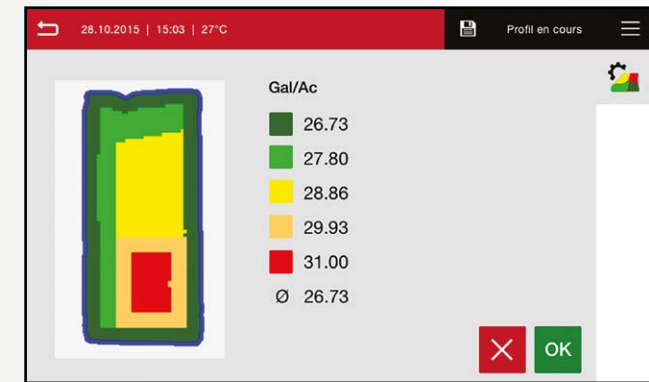 28.10.2015 | 15:03 | 27°C
Profil en cours
Gal/Ac
26.73
27.80
28.86
29.93
31.00
Ø 26.73
OK